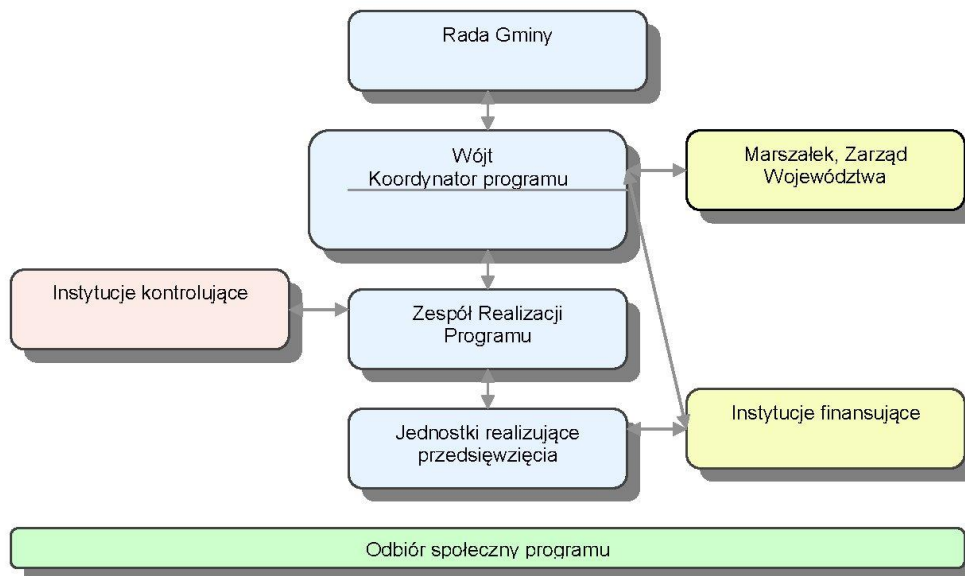 Rada Gminy
Wójt
Koordynator programu
Marszałek, Zarząd
Województwa
Instytucje kontrolujące
Zespół Realizacji
Programu
Jednostki realizujące
przedsięwzięcia
Instytucje finansujące
Odbiór społeczny programu